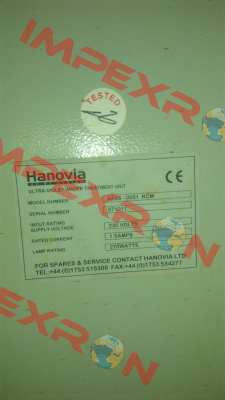 IMPEXRON
TESTED
Hanovia
CE
ULTRA-VIOLET WATER TREATMENT UNIT
MODEL NUMBER
0051 RCM
SERIAL NUMBER
INPUT RATING
SUPPLY VOLTAGE
230 VOLTS
RATED CURRENT
1.5AMPS
LAMP RATING
270WATTS
FOR SPARES & SERVICE CONTACT HANOVIA LTD
TEL:+44 (0)1753 515300 FAX:+44 (0)1753 534277
IMPEXRON